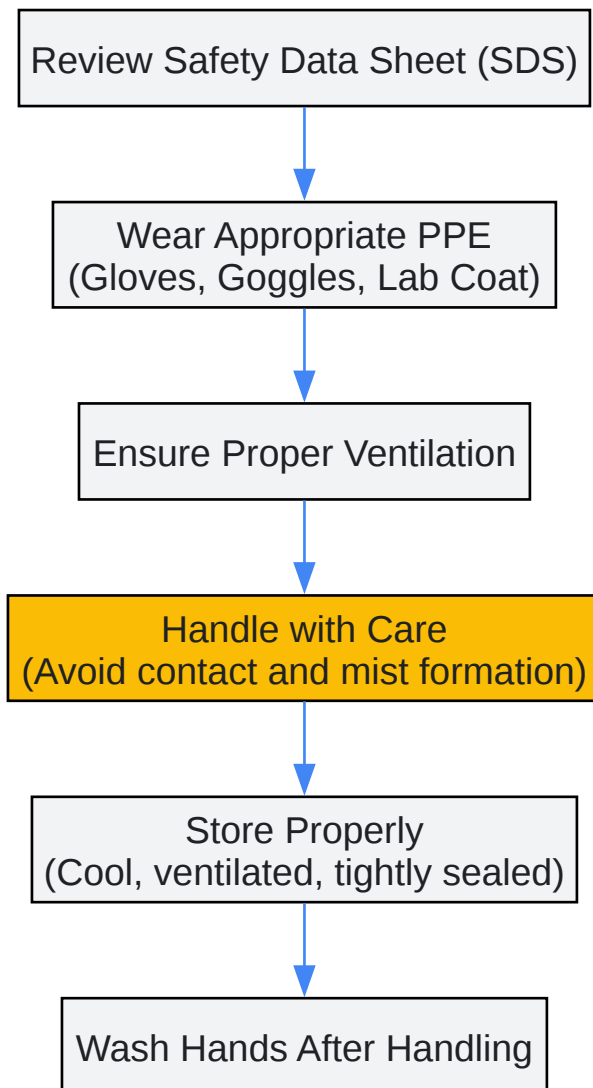 Review Safety Data Sheet (SDS)
Wear Appropriate PPE
(Gloves, Goggles, Lab Coat)
Ensure Proper Ventilation
Handle with Care
(Avoid contact and mist formation)
Store Properly
(Cool, ventilated, tightly sealed)
Wash Hands After Handling